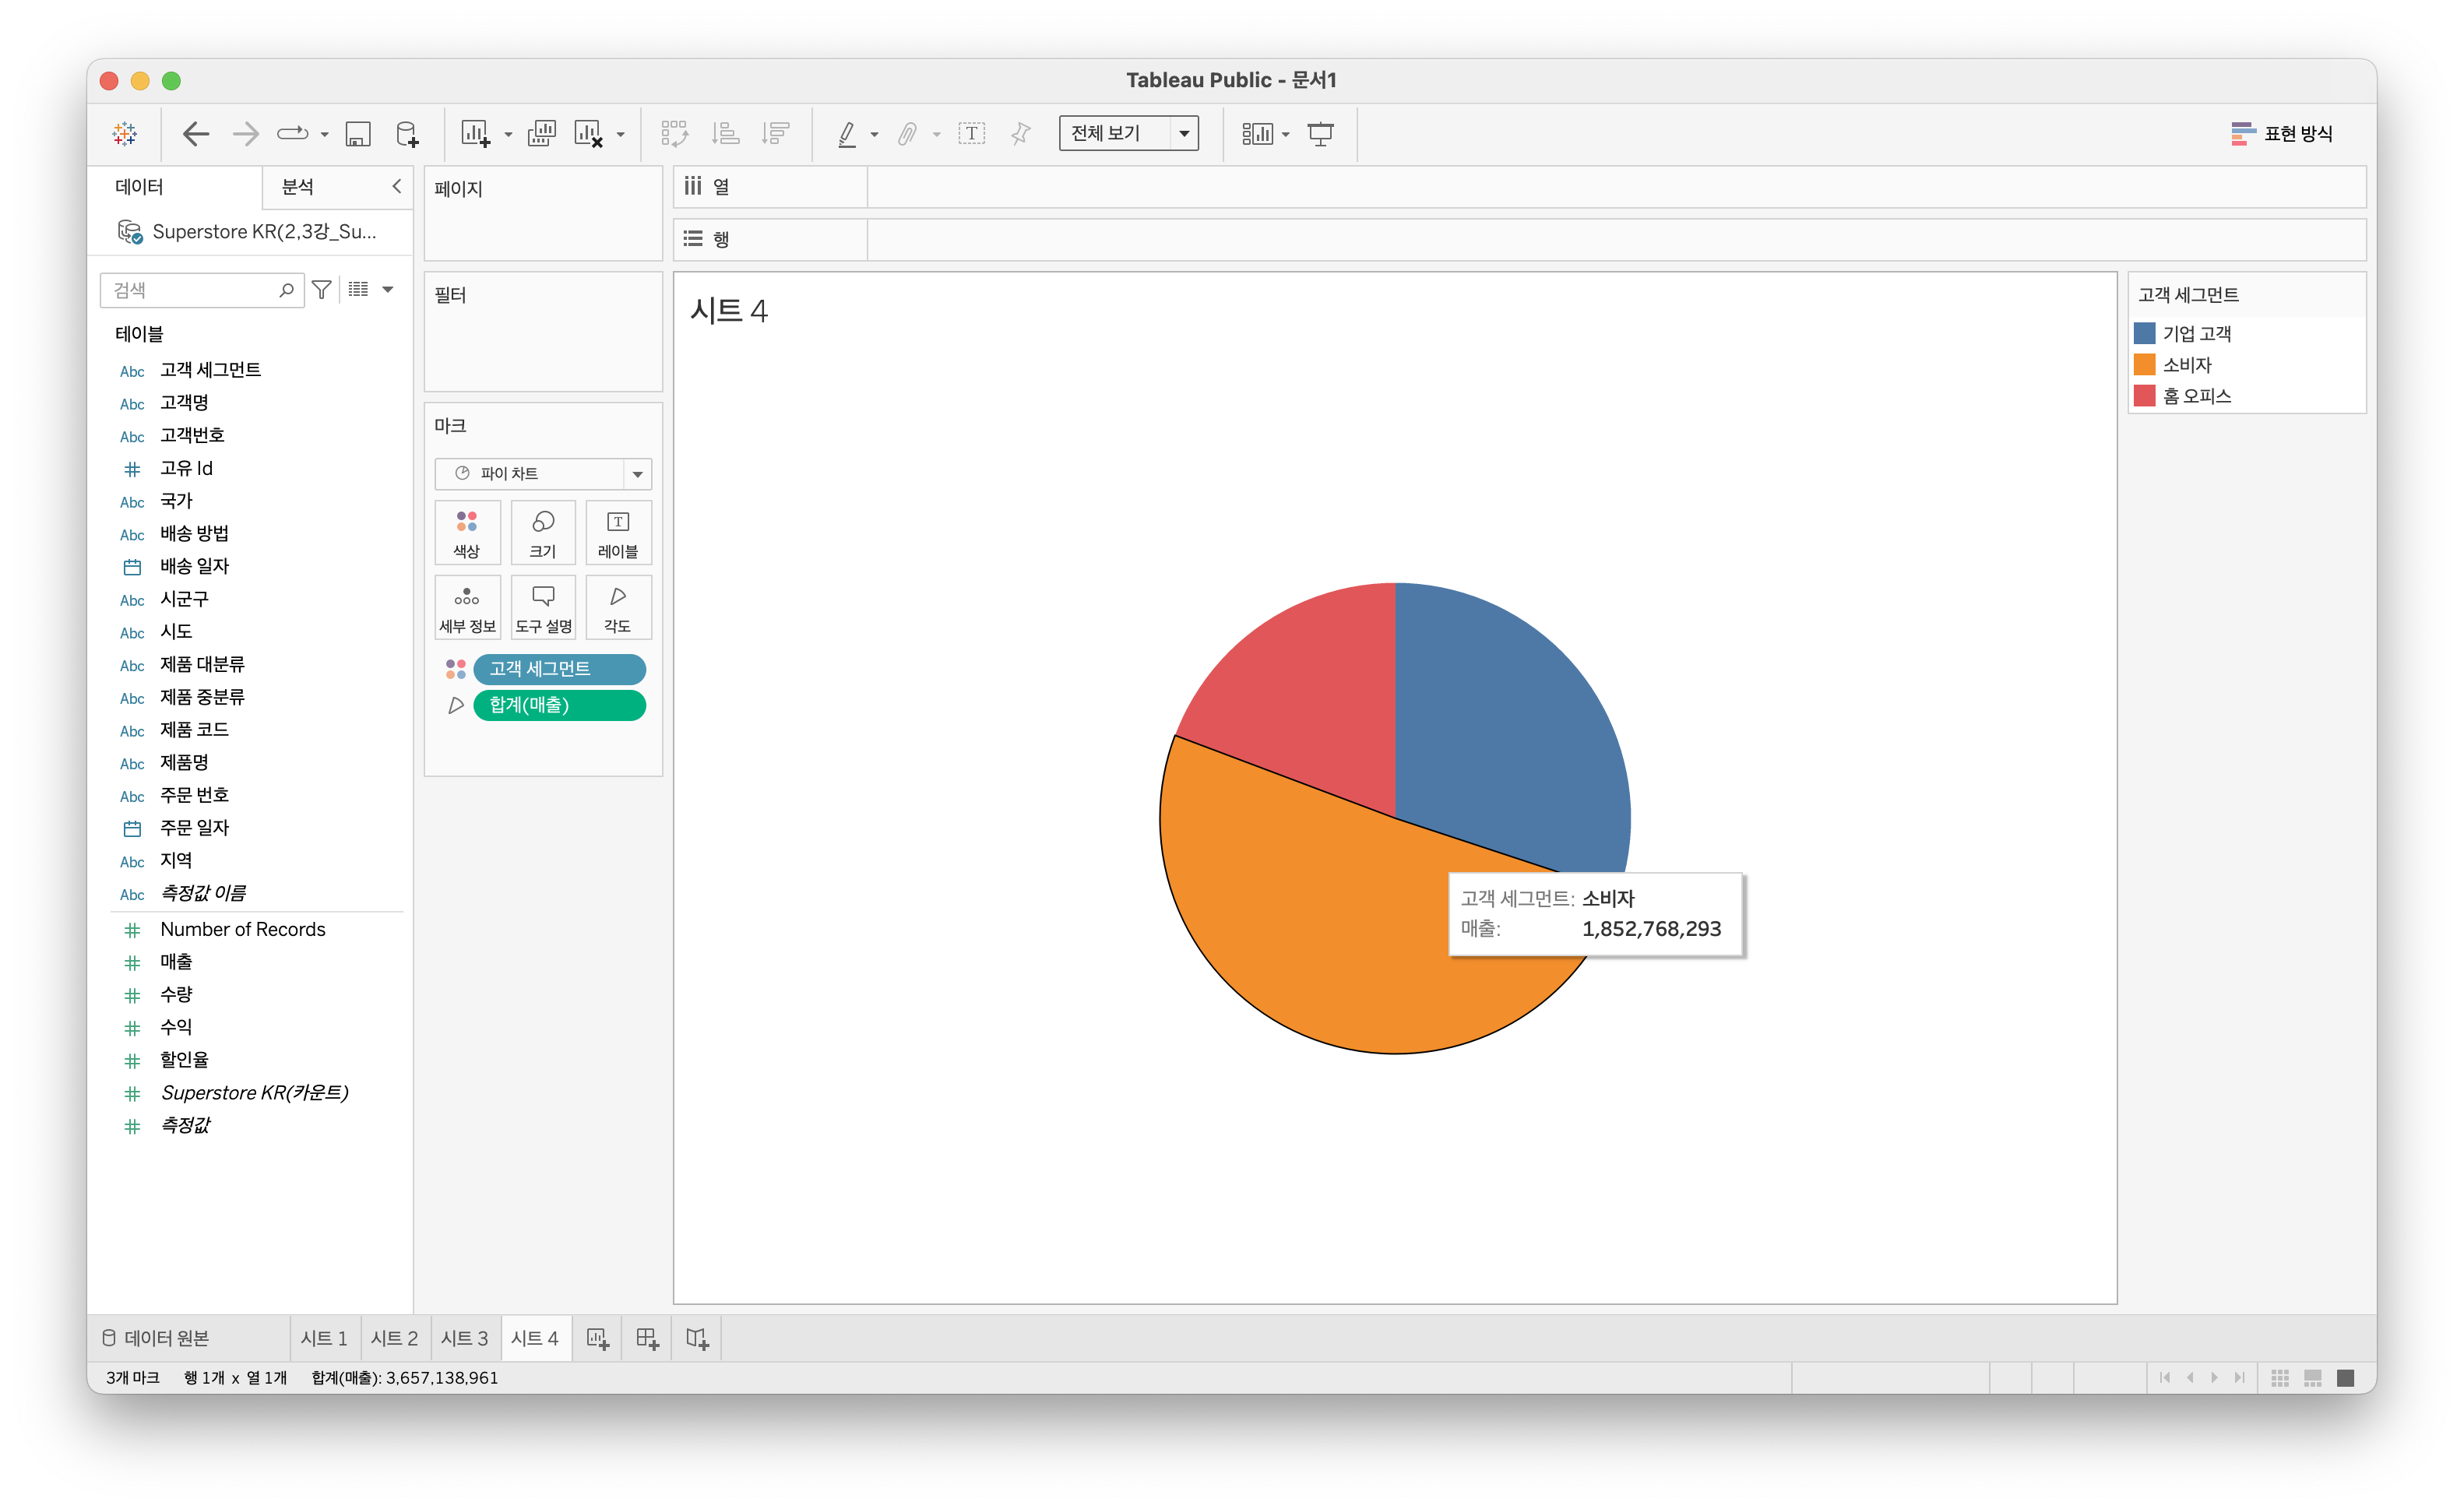 Tableau Public - 문서1
전체 보기
표현 방식
데이터
분석
Superstore KR(2,3강_Su...
검색
테이블
Abc 고객 세그먼트
Abc 고객명
Abc 고객번호
고유 Id
Abc 국가
Abc 배송 방법
배송 일자
Abc 시군구
Abc 시도
Abc 제품 대분류
Abc 제품 중분류
Abc 제품 코드
Abc 제품명
Abc 주문 번호
주문 일자
Abc 지역
Abc 측정값 이름
Number of Records
매출
수량
수익
할인율
Superstore KR(카운트)
측정값
페이지
필터
마크
파이 차트
색상 크기 레이블
세부 정보 도구 설명 각도
고객 세그먼트
합계(매출)
열
행
시트 4
고객 세그먼트: 소비자
매출: 1,852,768,293
고객 세그먼트
기업 고객
소비자
홈 오피스
데이터 원본 시트 1 시트 2 시트 3 시트 4
3개 마크 행 1개 x 열 1개 합계(매출): 3,657,138,961